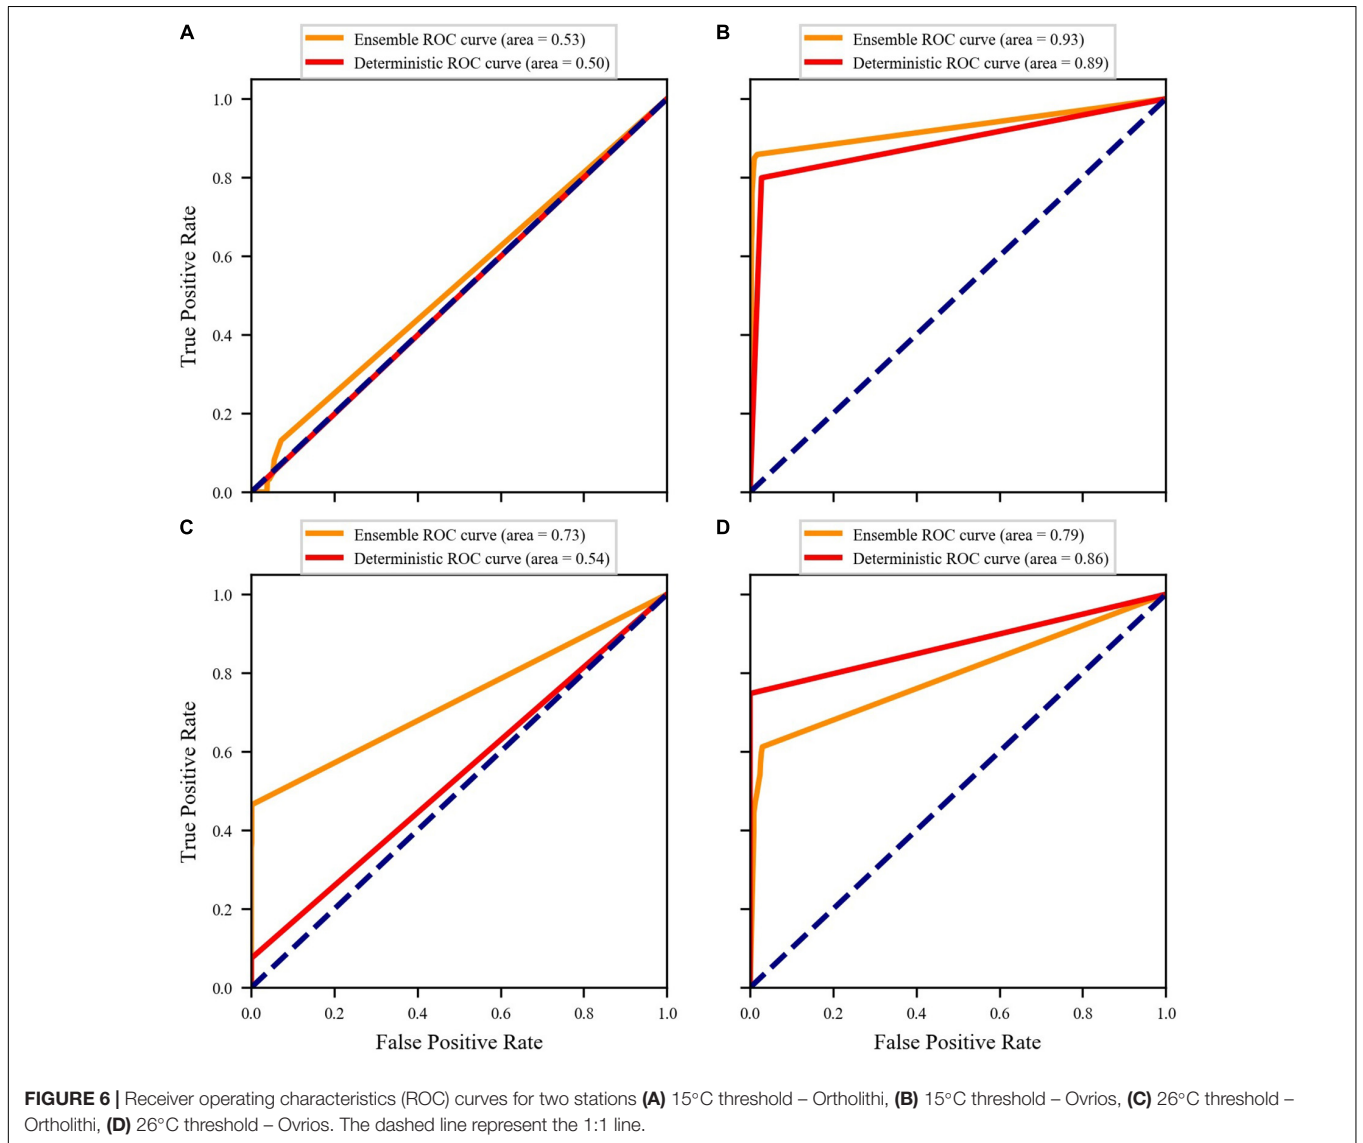 A
Ensemble ROC curve (area = 0.53)
Deterministic ROC curve (area = 0.50)
B
Ensemble ROC curve (area = 0.93)
Deterministic ROC curve (area = 0.89)
True Positive Rate
1.0
0.8
0.6
0.4
0.2
0.0
C
Ensemble ROC curve (area = 0.73)
Deterministic ROC curve (area = 0.54)
D
Ensemble ROC curve (area = 0.79)
Deterministic ROC curve (area = 0.86)
True Positive Rate
1.0
0.8
0.6
0.4
0.2
0.0
0.0 0.2 0.4 0.6 0.8 1.0
False Positive Rate
0.0 0.2 0.4 0.6 0.8 1.0
False Positive Rate
FIGURE 6 | Receiver operating characteristics (ROC) curves for two stations (A) 15°C threshold – Ortholithi, (B) 15°C threshold – Ovrios, (C) 26°C threshold –
Ortholithi, (D) 26°C threshold – Ovrios. The dashed line represent the 1:1 line.